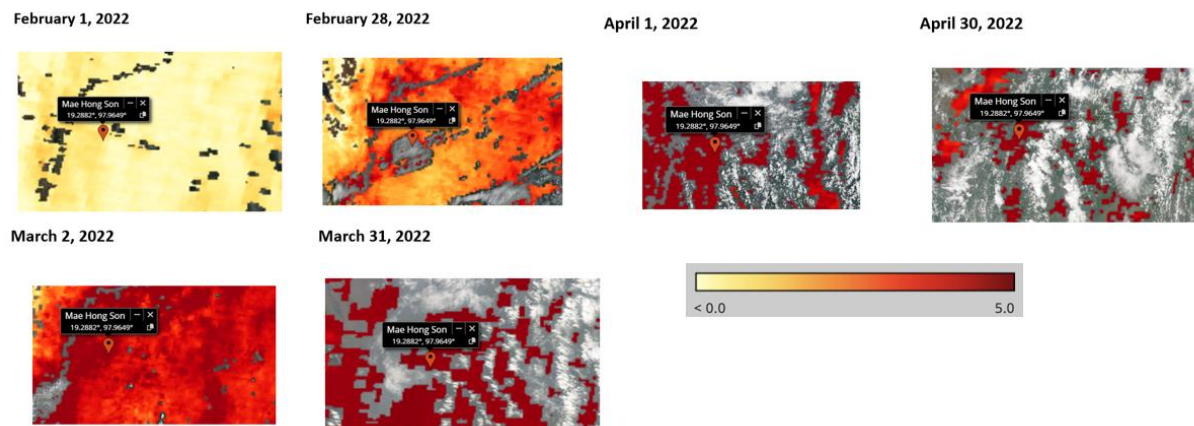 February 1, 2022
February 28, 2022
April 1, 2022
April 30, 2022
Mae Hong Son
19.2882°, 97.9649°
Mae Hong Son
19.2882°, 97.9649°
Mae Hong Son
19.2882°, 97.9649°
Mae Hong Son
19.2882°, 97.9649°
March 2, 2022
March 31, 2022
Mae Hong Son
19.2882°, 97.9649°
Mae Hong Son
19.2882°, 97.9649°
< 0.0
5.0